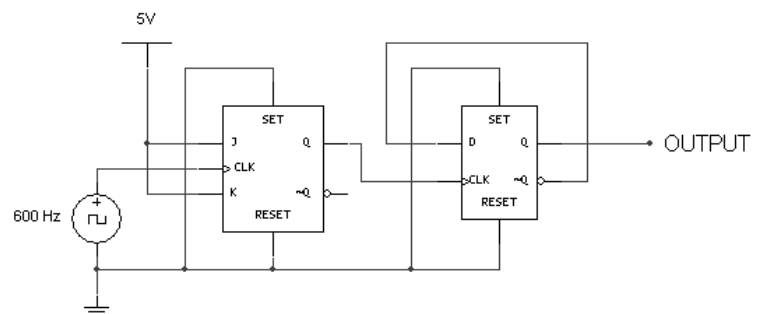 5V
SET
SET
J
Q
D
Q
OUTPUT
CLK
K
~Q
CLK
~Q
RESET
RESET
600 Hz
+